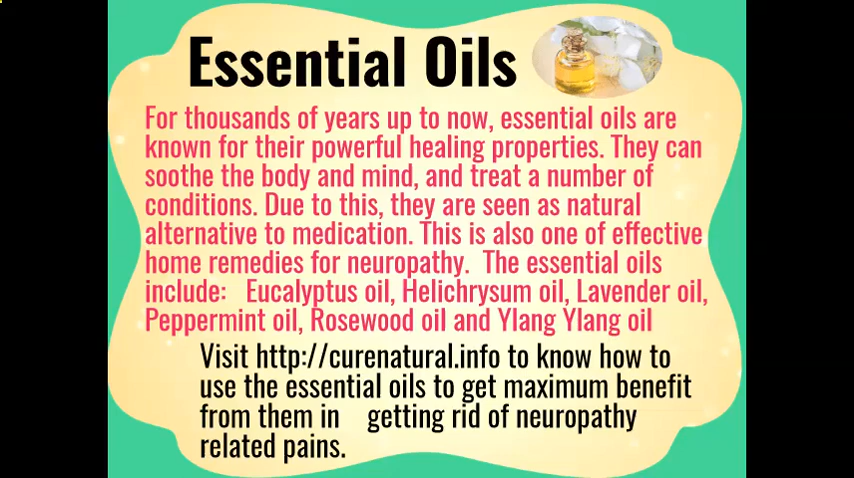 Essential Oils
For thousands of years up to now, essential oils are
known for their powerful healing properties. They can
soothe the body and mind, and treat a number of
conditions. Due to this, they are seen as natural
alternative to medication. This is also one of effective
home remedies for neuropathy. The essential oils
include: Eucalyptus oil, Helichrysum oil, Lavender oil,
Peppermint oil, Rosewood oil and Ylang Ylang oil
Visit http://curenatural.info to know how to
use the essential oils to get maximum benefit
from them in getting rid of neuropathy
related pains.